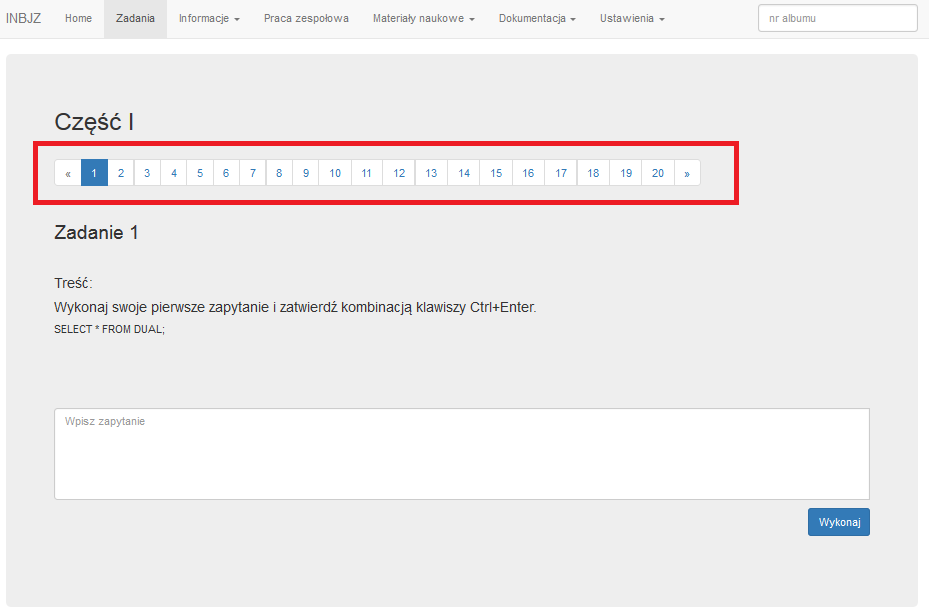 INBJZ Home Zadania Informacje Praca zespołowa Materiały naukowe Dokumentacja Ustawienia nr albumu
Część I
« 1 2 3 4 5 6 7 8 9 10 11 12 13 14 15 16 17 18 19 20 »
Zadanie 1
Treść:
Wykonaj swoje pierwsze zapytanie i zatwierdź kombinacją klawiszy Ctrl+Enter.
SELECT * FROM DUAL;
Wpisz zapytanie
Wykonaj